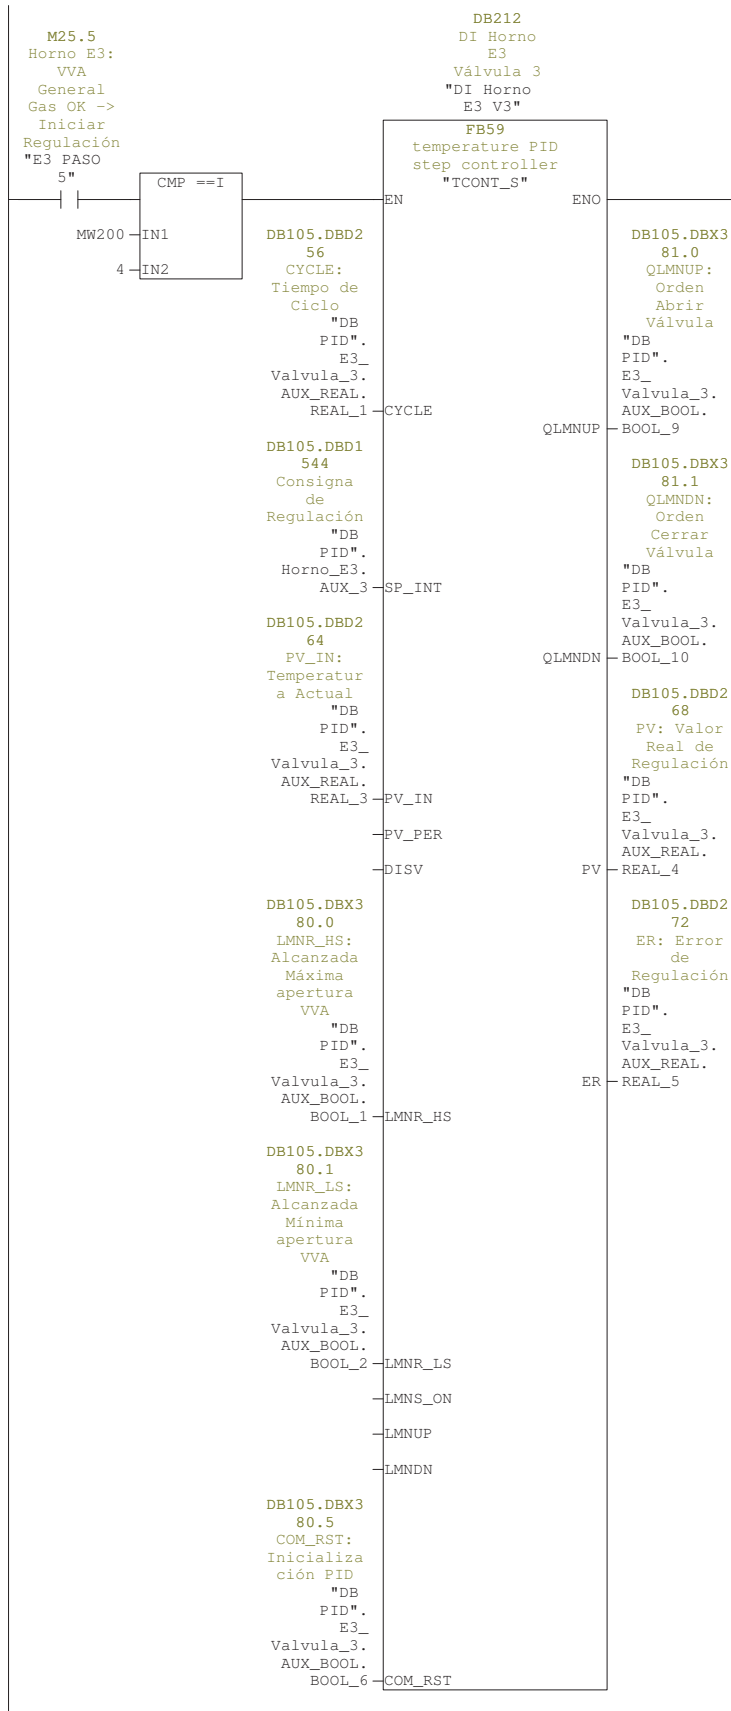 DB212
DI Horno
E3
Válvula 3
"DI Horno
E3 V3"
M25.5
Horno E3:
VVA
General
Gas OK ->
Iniciar
Regulación
"E3 PASO
5"
CMP ==I
MW200
IN1
4
IN2
FB59
temperature PID
step controller
"TCONT_S"
EN
ENO
DB105.DBD2
56
CYCLE:
Tiempo de
Ciclo
"DB
PID".
E3_
Valvula_3.
AUX_REAL.
REAL_1
CYCLE
DB105.DBX3
81.0
QLMNUP:
Orden
Abrir
Válvula
"DB
PID".
E3_
Valvula_3.
AUX_BOOL.
QLMNUP
BOOL_9
DB105.DBD1
544
Consigna
de
Regulación
"DB
PID".
Horno_E3.
AUX_3
SP_INT
DB105.DBX3
81.1
QLMNDN:
Orden
Cerrar
Válvula
"DB
PID".
E3_
Valvula_3.
AUX_BOOL.
QLMNDN
BOOL_10
DB105.DBD2
64
PV_IN:
Temperatur
a Actual
"DB
PID".
E3_
Valvula_3.
AUX_REAL.
REAL_3
PV_IN
PV_PER
DISV
DB105.DBD2
68
PV: Valor
Real de
Regulación
"DB
PID".
E3_
Valvula_3.
AUX_REAL.
PV
REAL_4
DB105.DBX3
80.0
LMNR_HS:
Alcanzada
Máxima
apertura
VVA
"DB
PID".
E3_
Valvula_3.
AUX_BOOL.
BOOL_1
LMNR_HS
DB105.DBD2
72
ER: Error
de
Regulación
"DB
PID".
E3_
Valvula_3.
AUX_REAL.
ER
REAL_5
DB105.DBX3
80.1
LMNR_LS:
Alcanzada
Mínima
apertura
VVA
"DB
PID".
E3_
Valvula_3.
AUX_BOOL.
BOOL_2
LMNR_LS
LMNS_ON
LMNUP
LMNDN
DB105.DBX3
80.5
COM_RST:
Inicializa
ción PID
"DB
PID".
E3_
Valvula_3.
AUX_BOOL.
BOOL_6
COM_RST